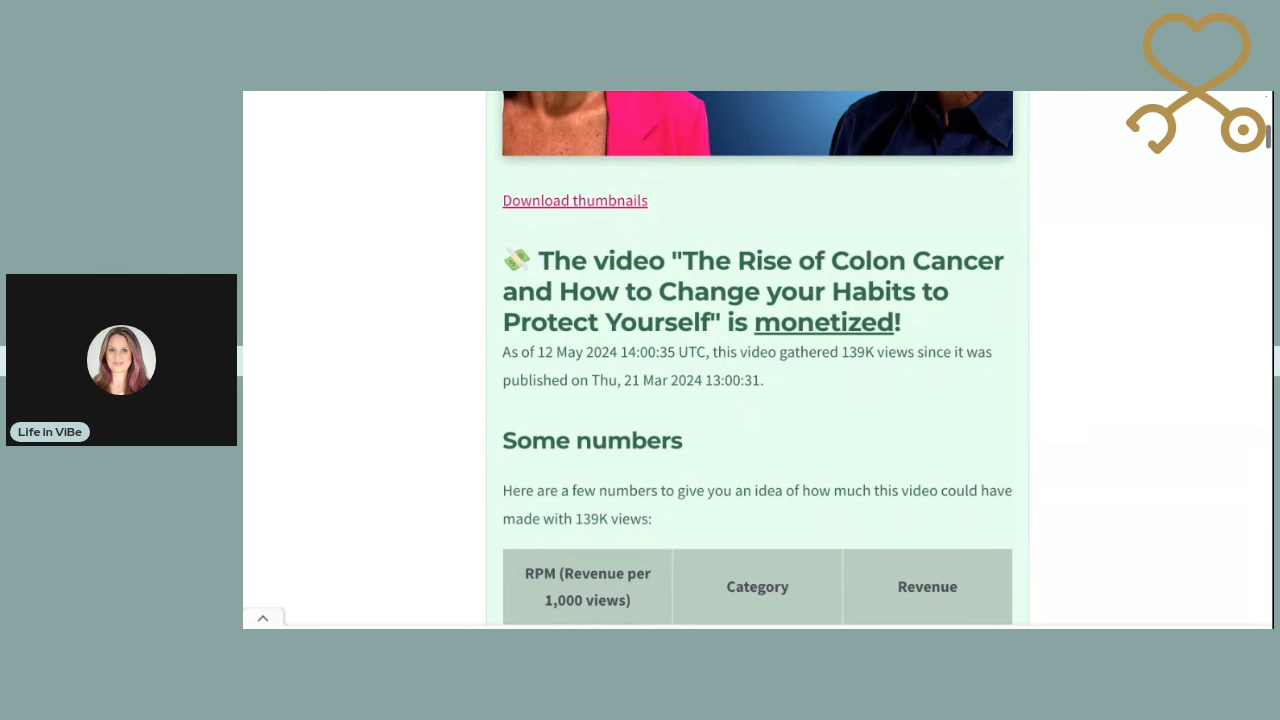 Download thumbnails
💸 The video "The Rise of Colon Cancer
and How to Change your Habits to
Protect Yourself" is monetized!
As of 12 May 2024 14:00:35 UTC, this video gathered 139K views since it was
published on Thu, 21 Mar 2024 13:00:31.
Some numbers
Here are a few numbers to give you an idea of how much this video could have
made with 139K views:
RPM (Revenue per
1,000 views)
Category
Revenue
Life in ViBe